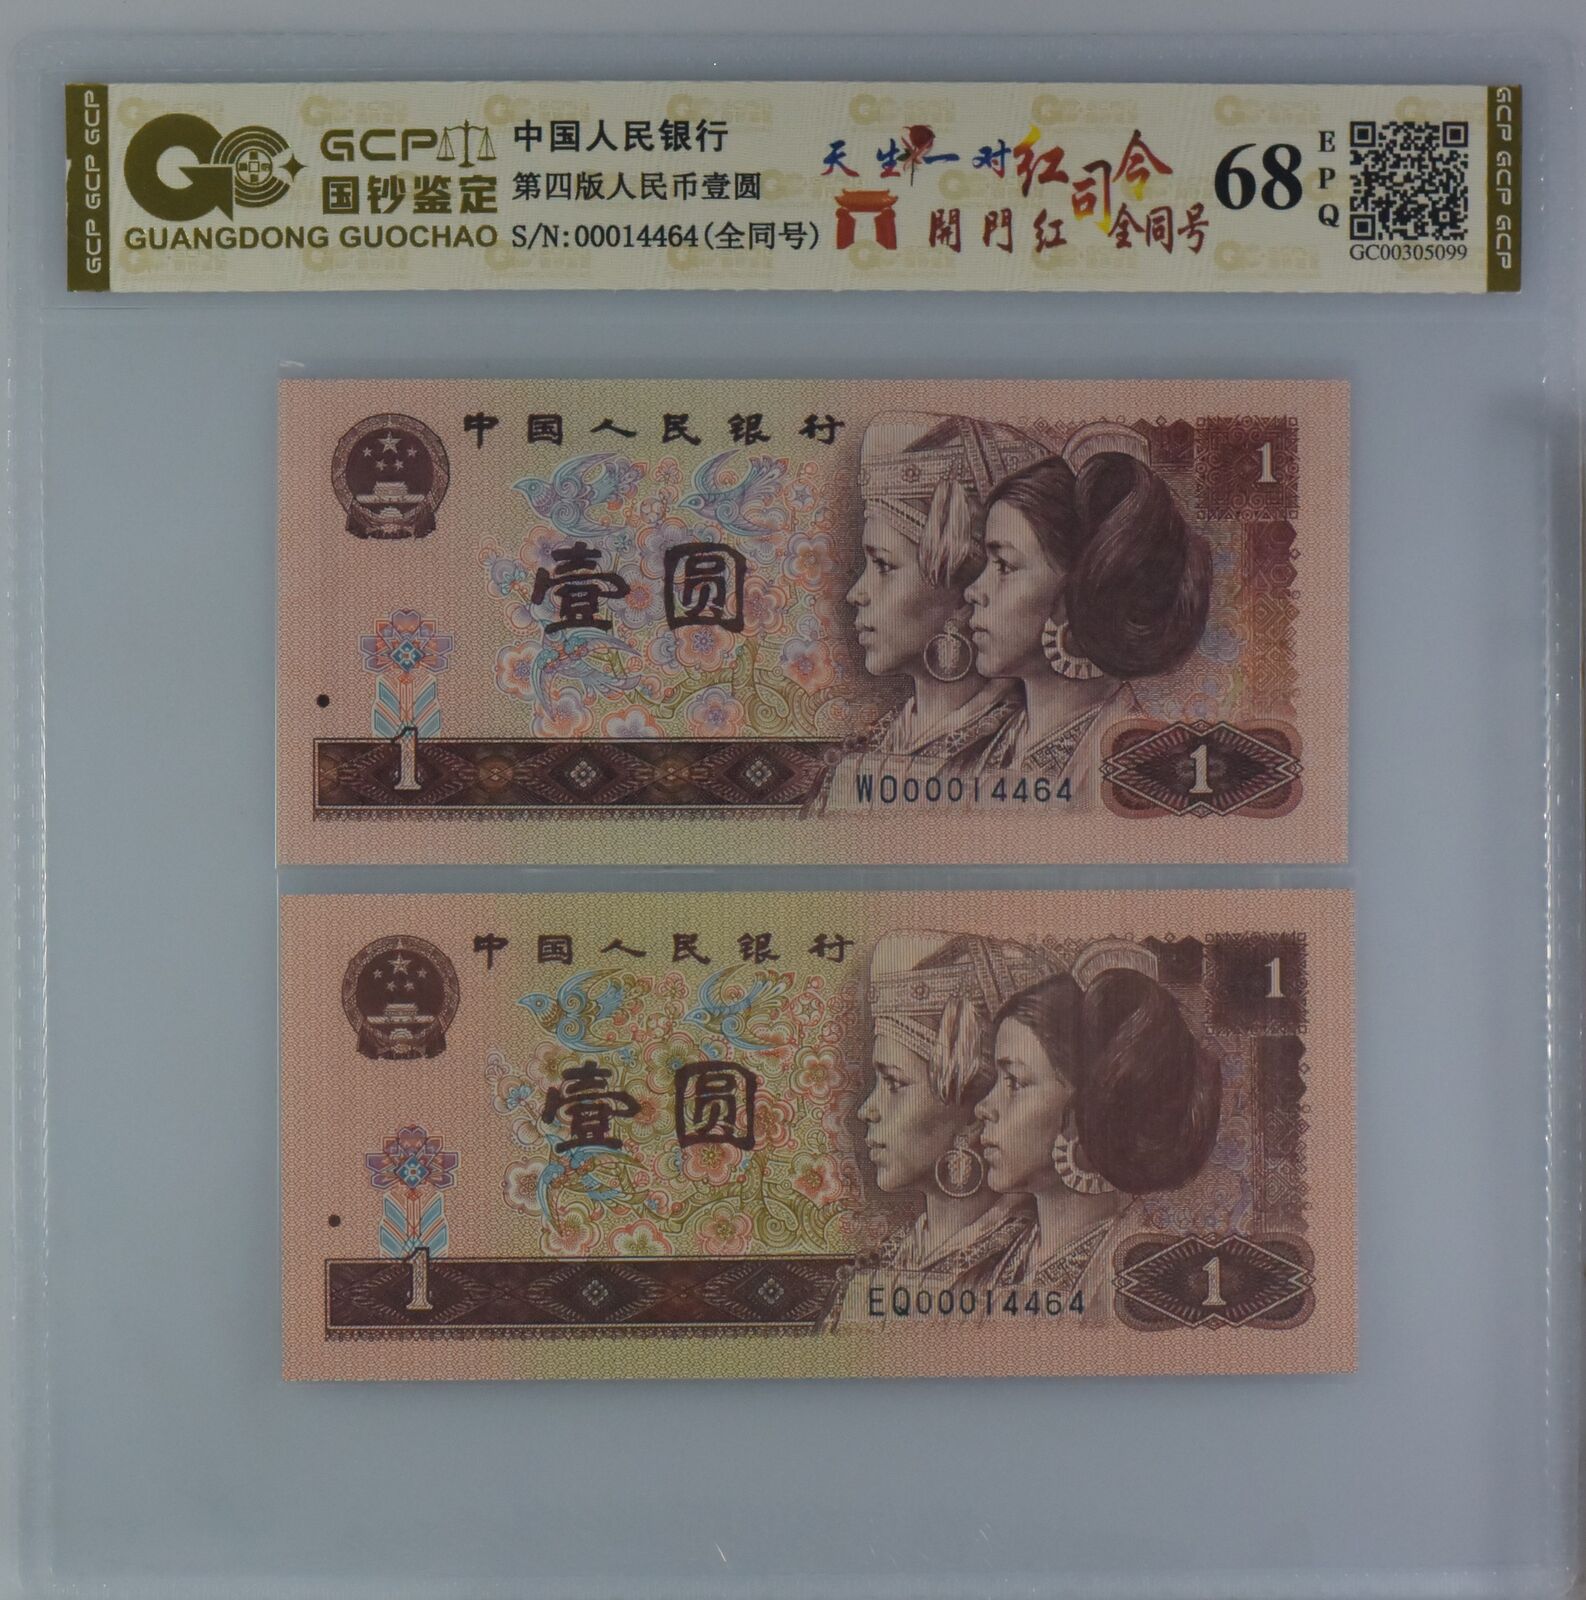 GCP GCP GCP
GCP
国钞鉴定
GUANGDONG GUOCHAO
中国人民银行
第四版人民币壹圆
S/N:00014464(全同号)
天生一对
開門红
红司令
全同号
68
EPQ
GC00305099
GCP GCP GCP
中国人民银行
壹圆
1
1
1
WO00014464
中国人民银行
壹圆
1
1
1
EQ00014464